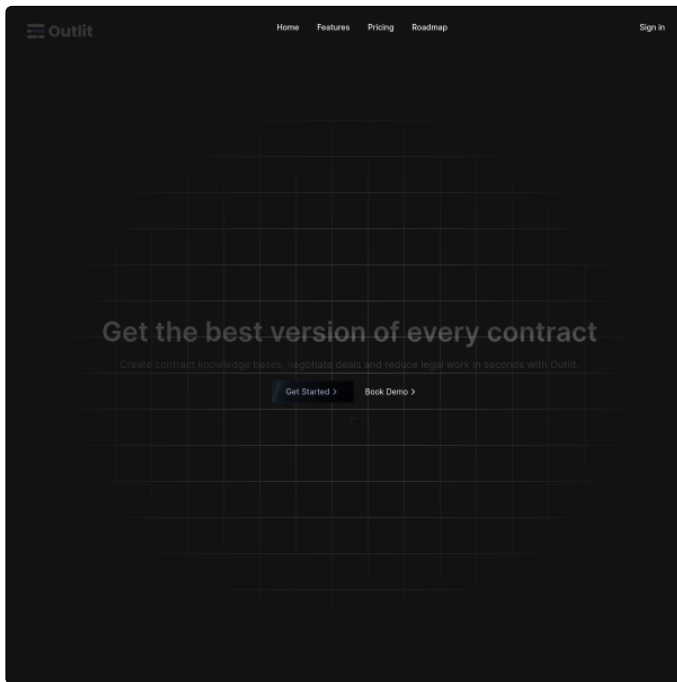 Outlit
Home Features Pricing Roadmap
Sign in
Get the best version of every contract
Create contract knowledge bases, negotiate deals and reduce legal work in seconds with Outlit.
Get Started
Book Demo